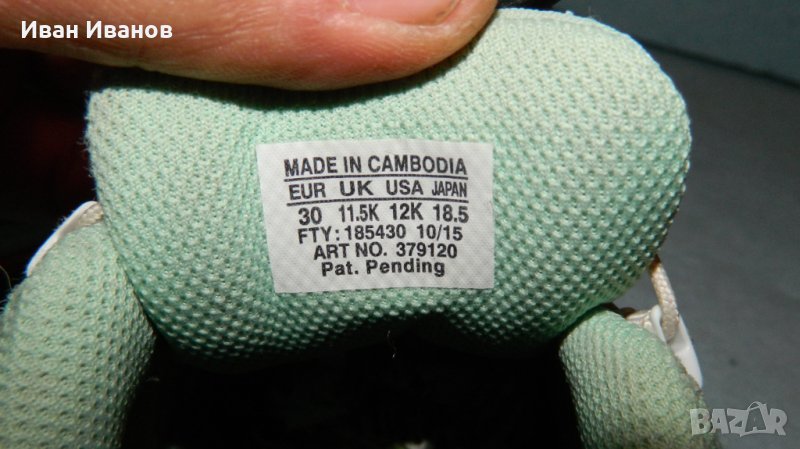 Иван Иванов
MADE IN CAMBODIA
EUR UK USA JAPAN
30 11.5K 12K 18.5
FTY: 185430 10/15
ART NO. 379120
Pat. Pending
BAZAR